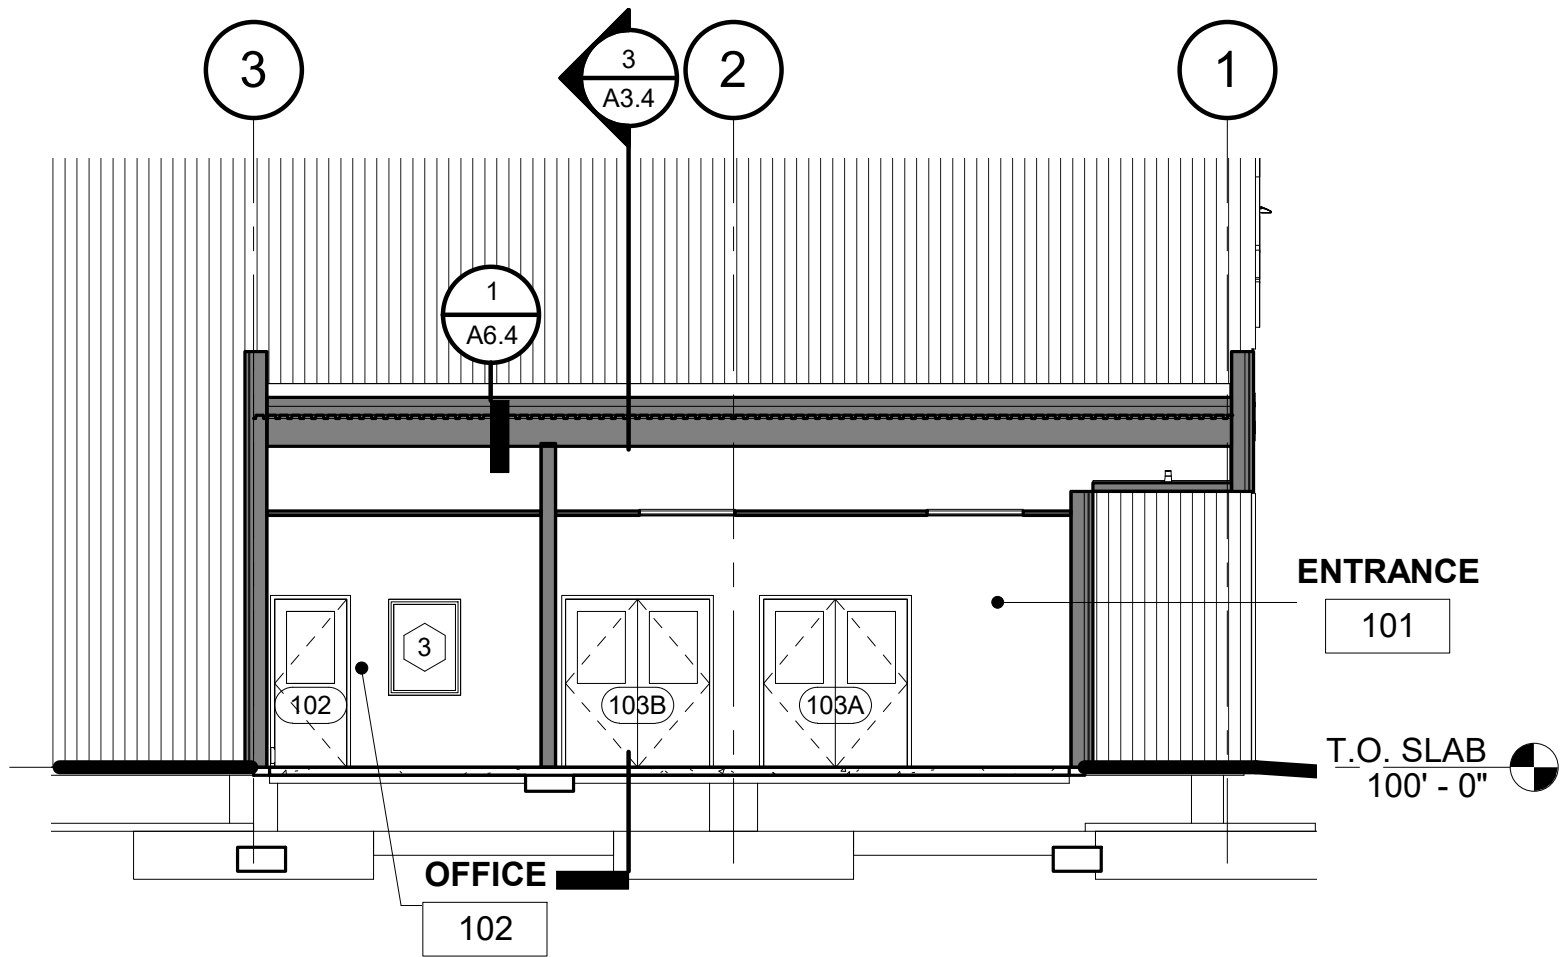 3
3
A3.4
2
1
1
A6.4
ENTRANCE
101
3
102
103B
103A
T.O. SLAB
100' - 0"
OFFICE
102